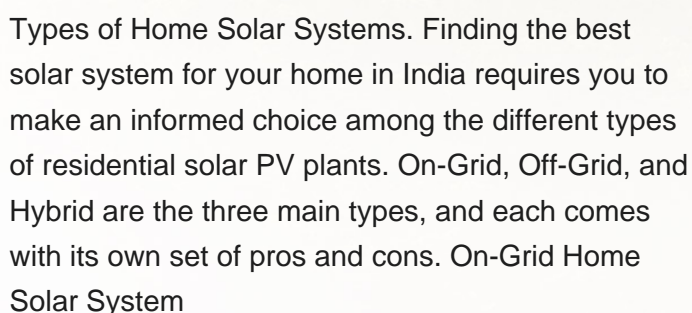 Types of Home Solar Systems. Finding the best
solar system for your home in India requires you to
make an informed choice among the different types
of residential solar PV plants. On-Grid, Off-Grid, and
Hybrid are the three main types, and each comes
with its own set of pros and cons. On-Grid Home
Solar System